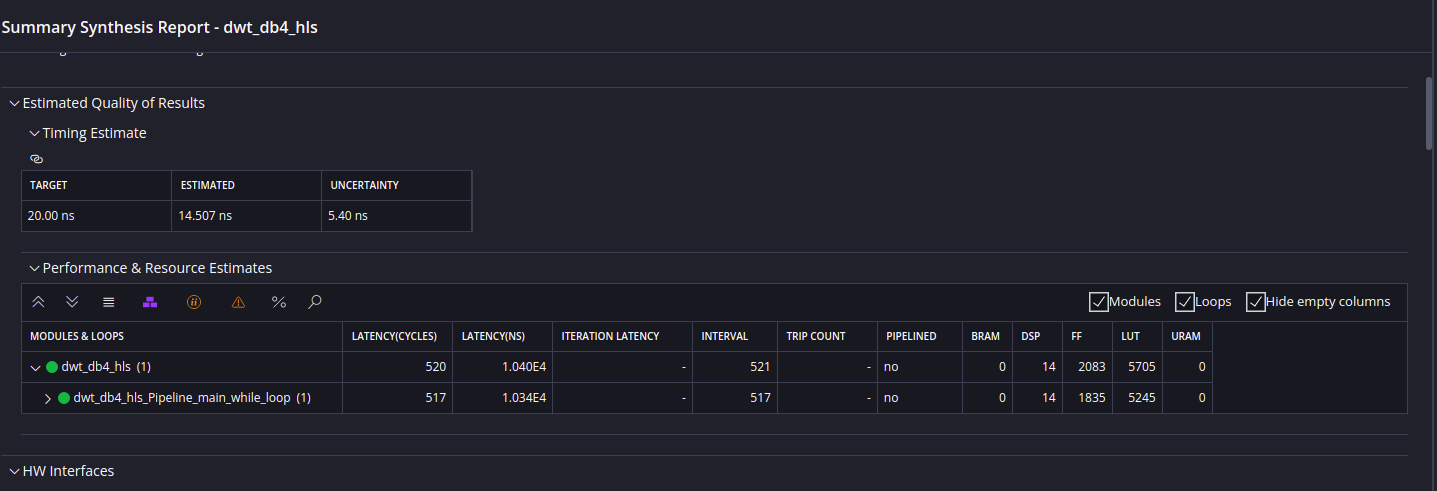 Summary Synthesis Report - dwt_db4_hls
Estimated Quality of Results
Timing Estimate
TARGET ESTIMATED UNCERTAINTY
20.00 ns 14.507 ns 5.40 ns
Performance & Resource Estimates
% Modules Loops Hide empty columns
MODULES & LOOPS LATENCY(CYCLES) LATENCY(NS) ITERATION LATENCY INTERVAL TRIP COUNT PIPELINED BRAM DSP FF LUT URAM
dwt_db4_hls (1) 520 1.040E4 - 521 - no 0 14 2083 5705 0
dwt_db4_hls_Pipeline_main_while_loop (1) 517 1.034E4 - 517 - no 0 14 1835 5245 0
HW Interfaces